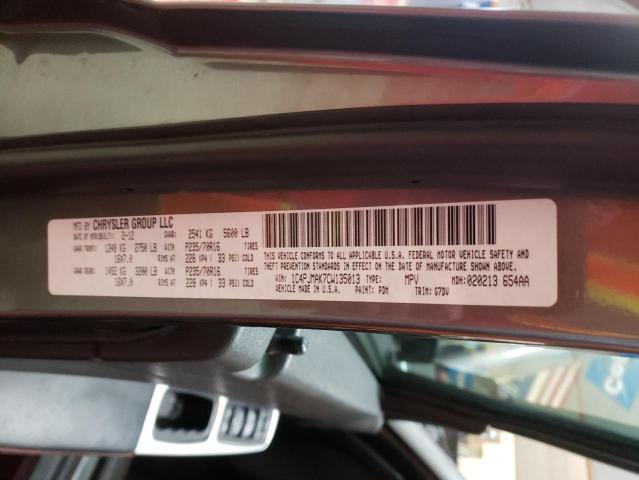 MFD BY CHRYSLER GROUP LLC
DATE OF MFR(BUILT): 2-12 GVWR: 2541 KG 5600 LB
GAWR FRONT: 1248 KG 2750 LB WITH P235/70R16 TIRES
16X7.0 RIMS AT 228 KPA( 33 PSI) COLD
GAWR REAR: 1452 KG 3200 LB WITH P235/70R16 TIRES
16X7.0 RIMS AT 228 KPA( 33 PSI) COLD
THIS VEHICLE CONFORMS TO ALL APPLICABLE U.S.A. FEDERAL MOTOR VEHICLE SAFETY AND
THEFT PREVENTION STANDARDS IN EFFECT ON THE DATE OF MANUFACTURE SHOWN ABOVE.
VIN: 1C4PJMAK7CW135013 TYPE: MPV MDH: 020213 654AA
MADE IN U.S.A. PAINT: PDM TRIM: G7DV